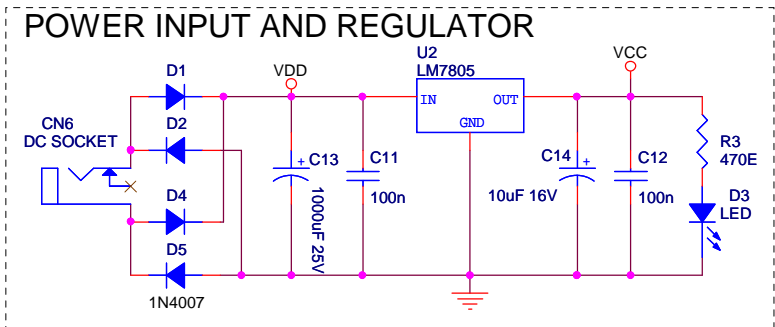 POWER INPUT AND REGULATOR
U2
LM7805
VCC
VDD
D1
CN6
DC SOCKET
D2
IN
OUT
GND
R3
470E
C13
1000uF 25V
C11
100n
C14
10uF 16V
C12
100n
D3
LED
D4
D5
1N4007